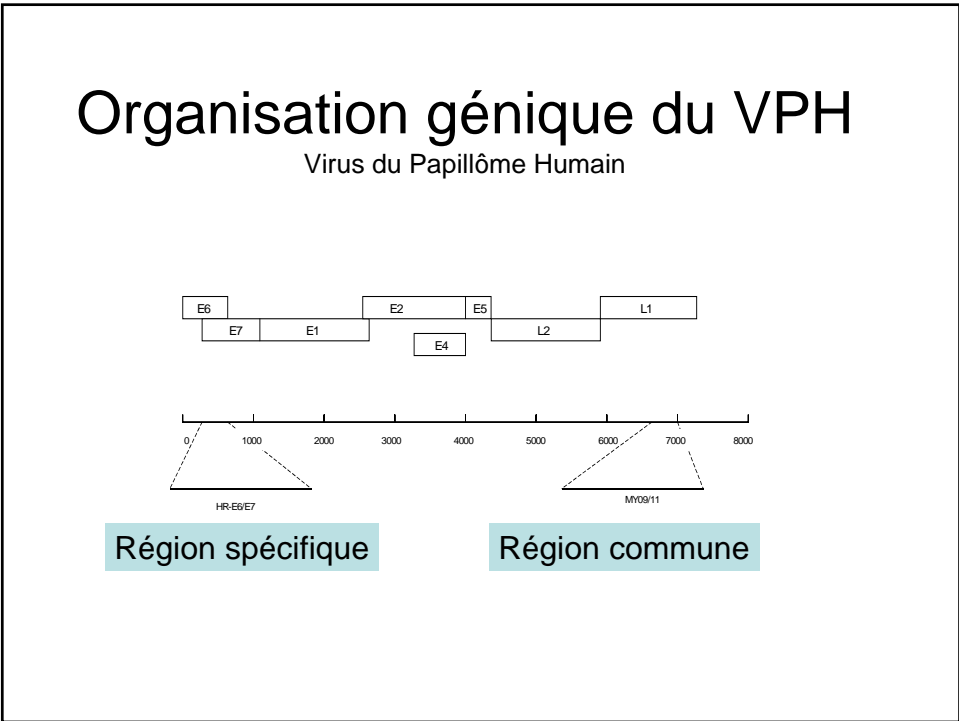 Organisation génique du VPH
Virus du Papillôme Humain
E6 E2 E5 L1
E7 E1 L2
E4
0 1000 2000 3000 4000 5000 6000 7000 8000
HR-E6/E7 MY09/11
Région spécifique Région commune